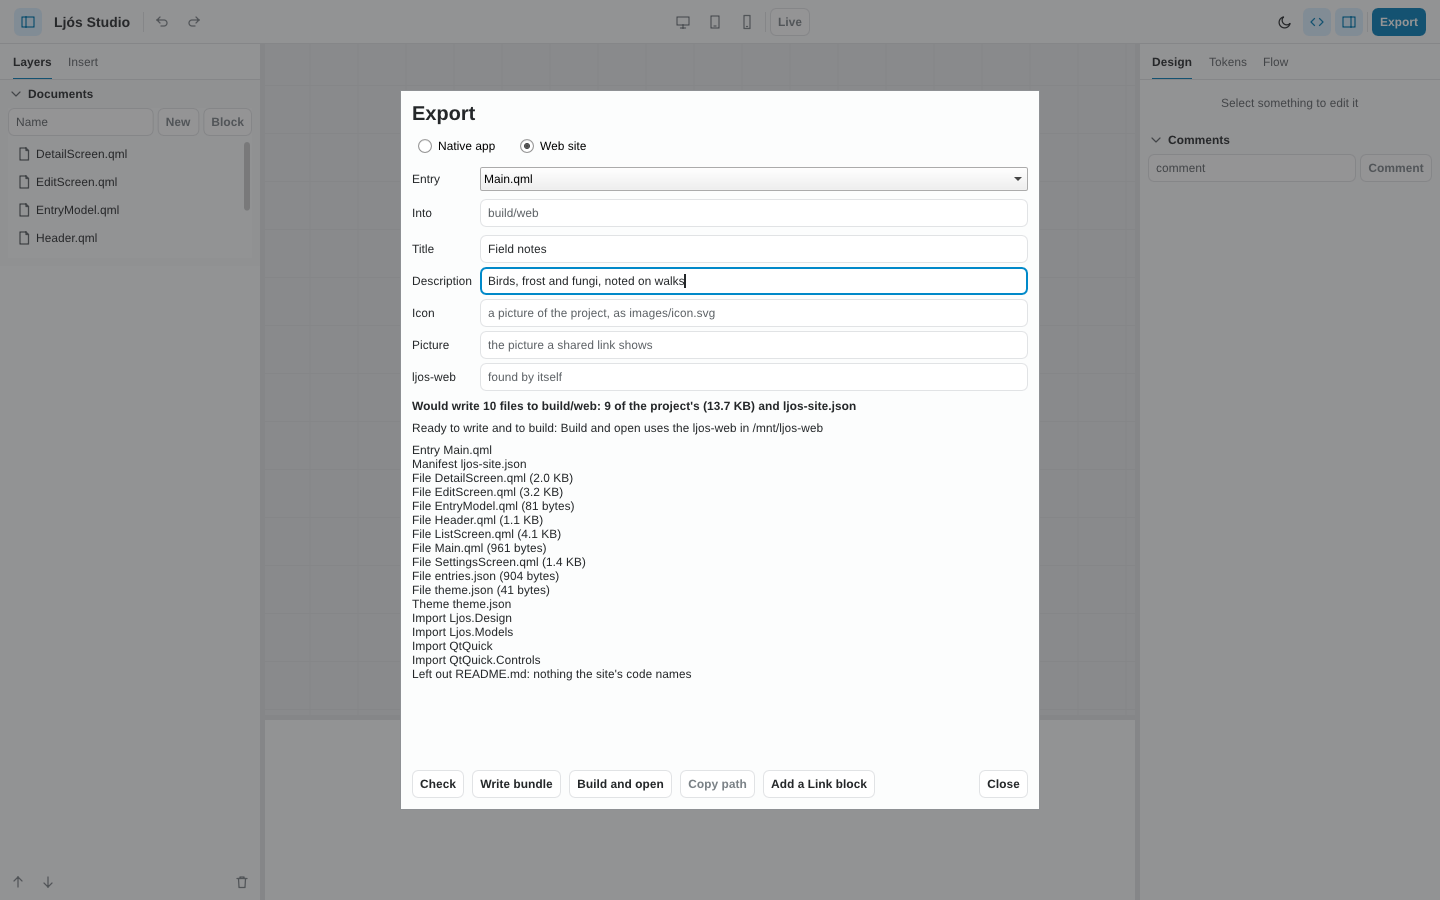 Ljós Studio
Live
Export
Layers
Insert
Documents
Name
New
Block
DetailScreen.qml
EditScreen.qml
EntryModel.qml
Header.qml
Export
Native app
Web site
Entry
Main.qml
Into
build/web
Title
Field notes
Description
Birds, frost and fungi, noted on walks
Icon
a picture of the project, as images/icon.svg
Picture
the picture a shared link shows
ljos-web
found by itself
Would write 10 files to build/web: 9 of the project's (13.7 KB) and ljos-site.json
Ready to write and to build: Build and open uses the ljos-web in /mnt/ljos-web
Entry Main.qml
Manifest ljos-site.json
File DetailScreen.qml (2.0 KB)
File EditScreen.qml (3.2 KB)
File EntryModel.qml (81 bytes)
File Header.qml (1.1 KB)
File ListScreen.qml (4.1 KB)
File Main.qml (961 bytes)
File SettingsScreen.qml (1.4 KB)
File entries.json (904 bytes)
File theme.json (41 bytes)
Theme theme.json
Import Ljos.Design
Import Ljos.Models
Import QtQuick
Import QtQuick.Controls
Left out README.md: nothing the site's code names
Check
Write bundle
Build and open
Copy path
Add a Link block
Close
Design
Tokens
Flow
Select something to edit it
Comments
comment
Comment